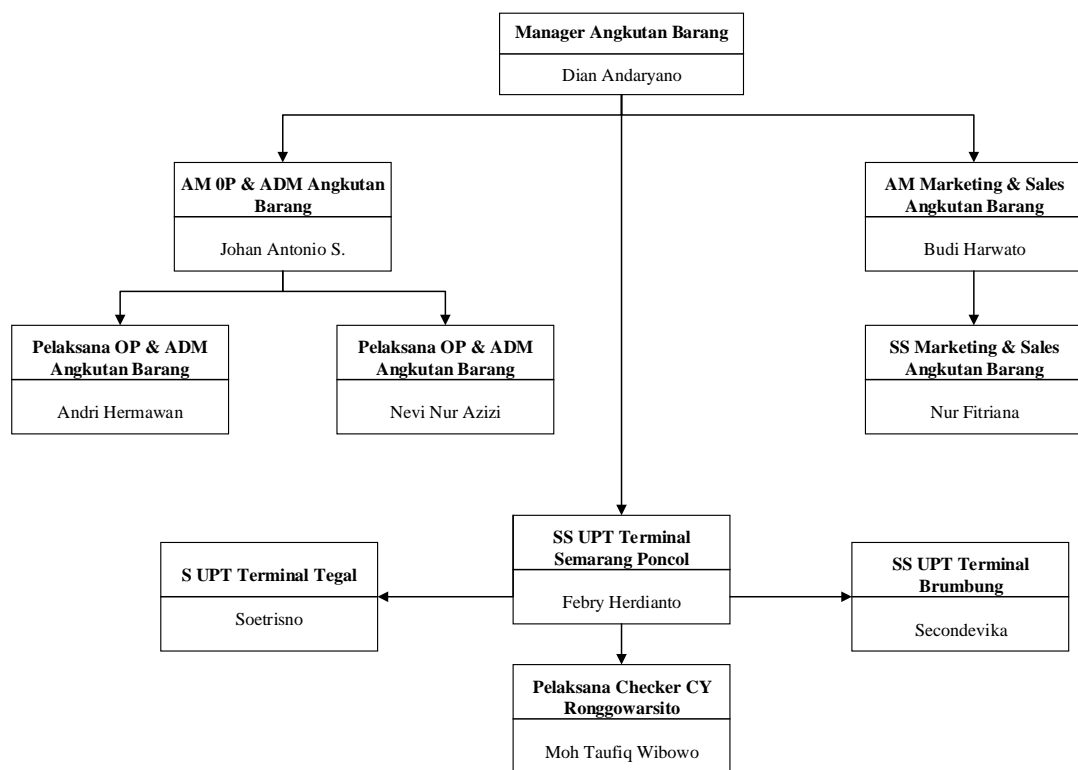 Manager Angkutan Barang
Dian Andaryano
AM 0P & ADM Angkutan
Barang
Johan Antonio S.
AM Marketing & Sales
Angkutan Barang
Budi Harwato
Pelaksana OP & ADM
Angkutan Barang
Andri Hermawan
Pelaksana OP & ADM
Angkutan Barang
Nevi Nur Azizi
SS Marketing & Sales
Angkutan Barang
Nur Fitriana
S UPT Terminal Tegal
Soetrisno
SS UPT Terminal
Semarang Poncol
Febry Herdianto
SS UPT Terminal
Brumbung
Secondevika
Pelaksana Checker CY
Ronggowarsito
Moh Taufiq Wibowo